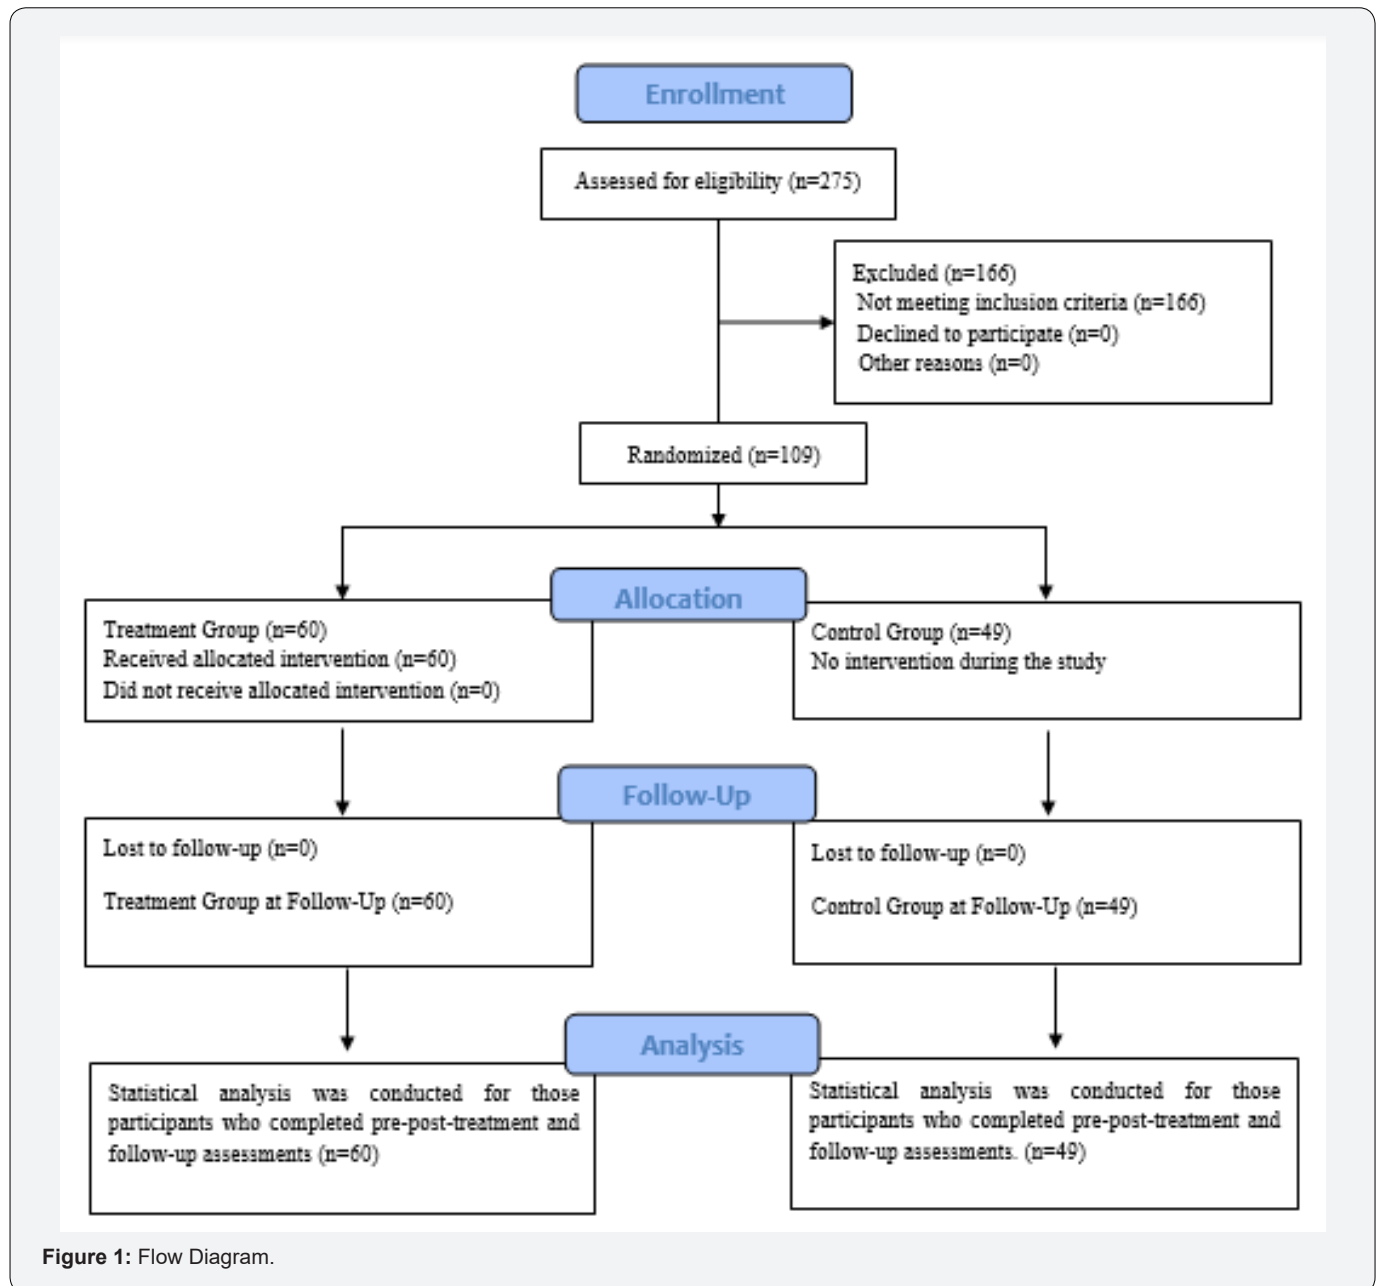 Enrollment
Assessed for eligibility (n=275)
Excluded (n=166)
Not meeting inclusion criteria (n=166)
Declined to participate (n=0)
Other reasons (n=0)
Randomized (n=109)
Allocation
Treatment Group (n=60)
Received allocated intervention (n=60)
Did not receive allocated intervention (n=0)
Control Group (n=49)
No intervention during the study
Follow-Up
Lost to follow-up (n=0)
Treatment Group at Follow-Up (n=60)
Lost to follow-up (n=0)
Control Group at Follow-Up (n=49)
Analysis
Statistical analysis was conducted for those
participants who completed pre-post-treatment and
follow-up assessments (n=60)
Statistical analysis was conducted for those
participants who completed pre-post-treatment and
follow-up assessments. (n=49)
Figure 1: Flow Diagram.